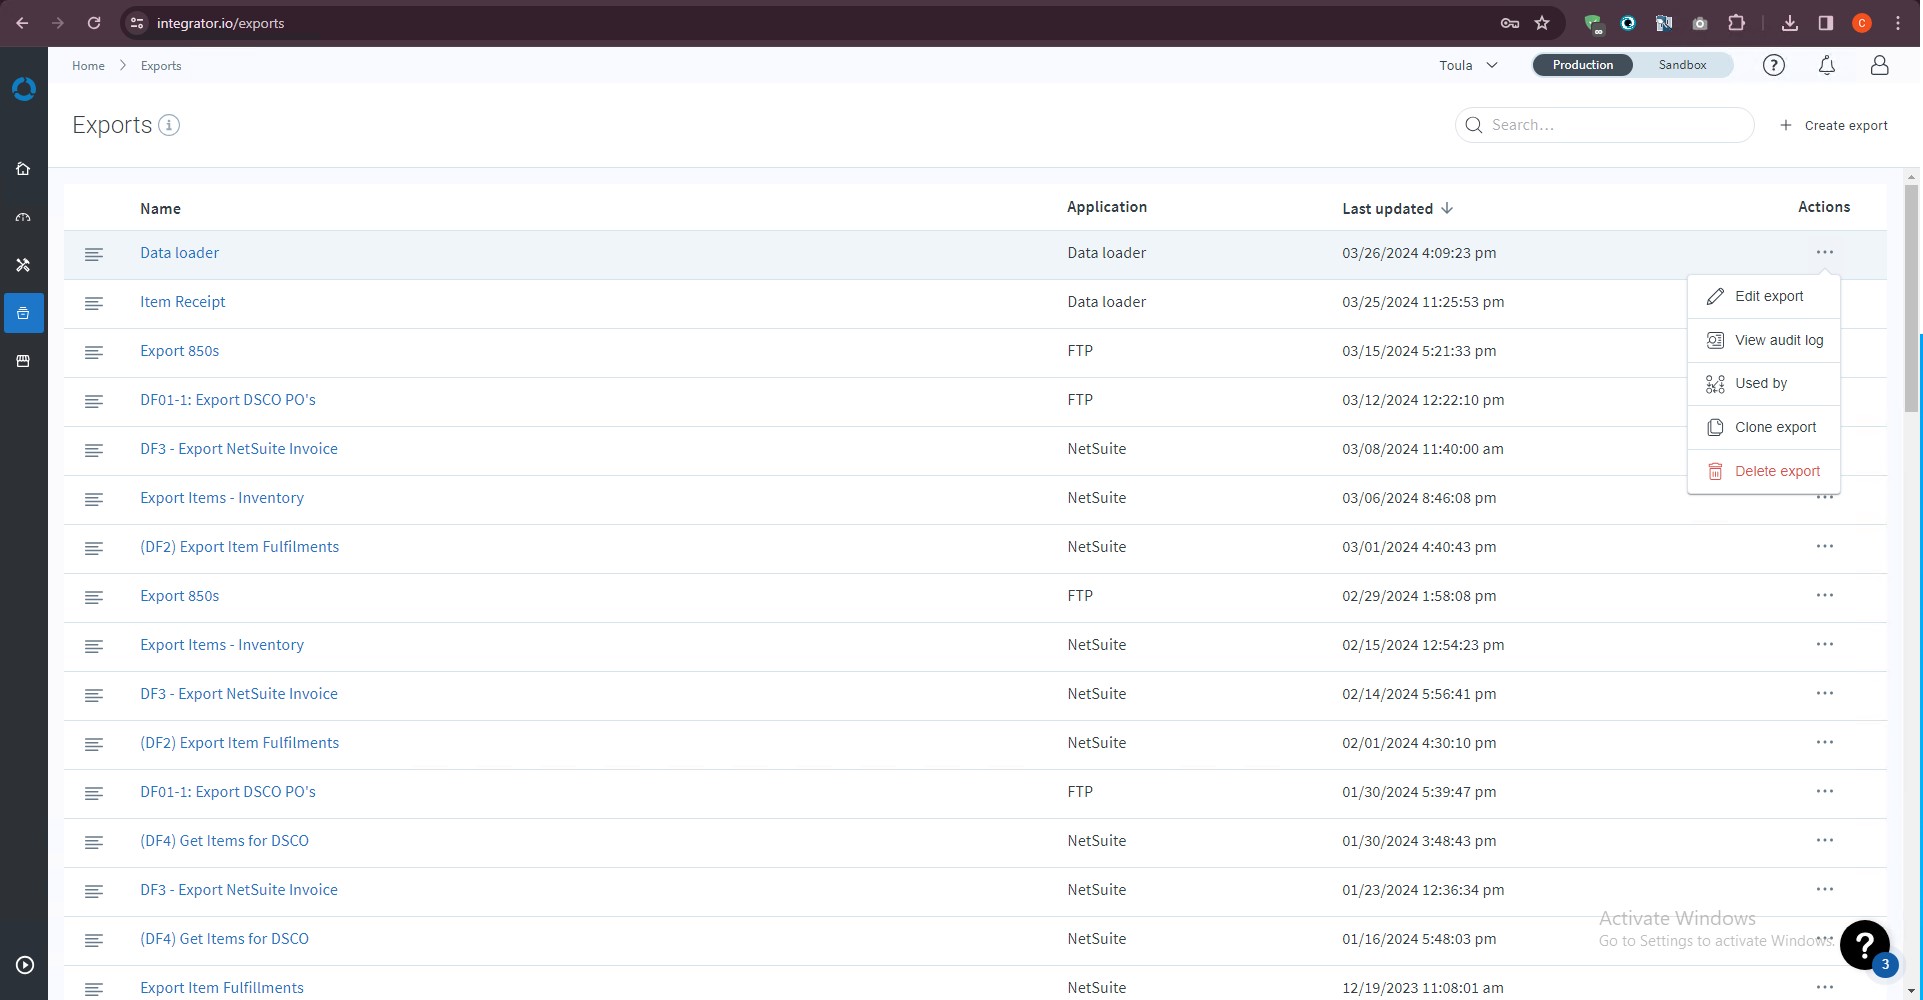 integrator.io/exports
C
Home > Exports
Toula
Production Sandbox
Exports
Search...
+ Create export
Name Application Last updated Actions
Data loader Data loader 03/26/2024 4:09:23 pm
Item Receipt Data loader 03/25/2024 11:25:53 pm
Export 850s FTP 03/15/2024 5:21:33 pm
DF01-1: Export DSCO PO's FTP 03/12/2024 12:22:10 pm
DF3 - Export NetSuite Invoice NetSuite 03/08/2024 11:40:00 am
Export Items - Inventory NetSuite 03/06/2024 8:46:08 pm
(DF2) Export Item Fulfilments NetSuite 03/01/2024 4:40:43 pm
Export 850s FTP 02/29/2024 1:58:08 pm
Export Items - Inventory NetSuite 02/15/2024 12:54:23 pm
DF3 - Export NetSuite Invoice NetSuite 02/14/2024 5:56:41 pm
(DF2) Export Item Fulfilments NetSuite 02/01/2024 4:30:10 pm
DF01-1: Export DSCO PO's FTP 01/30/2024 5:39:47 pm
(DF4) Get Items for DSCO NetSuite 01/30/2024 3:48:43 pm
DF3 - Export NetSuite Invoice NetSuite 01/23/2024 12:36:34 pm
(DF4) Get Items for DSCO NetSuite 01/16/2024 5:48:03 pm
Export Item Fulfillments NetSuite 12/19/2023 11:08:01 am
Edit export
View audit log
Used by
Clone export
Delete export
Activate Windows
Go to Settings to activate Windows.
?
3